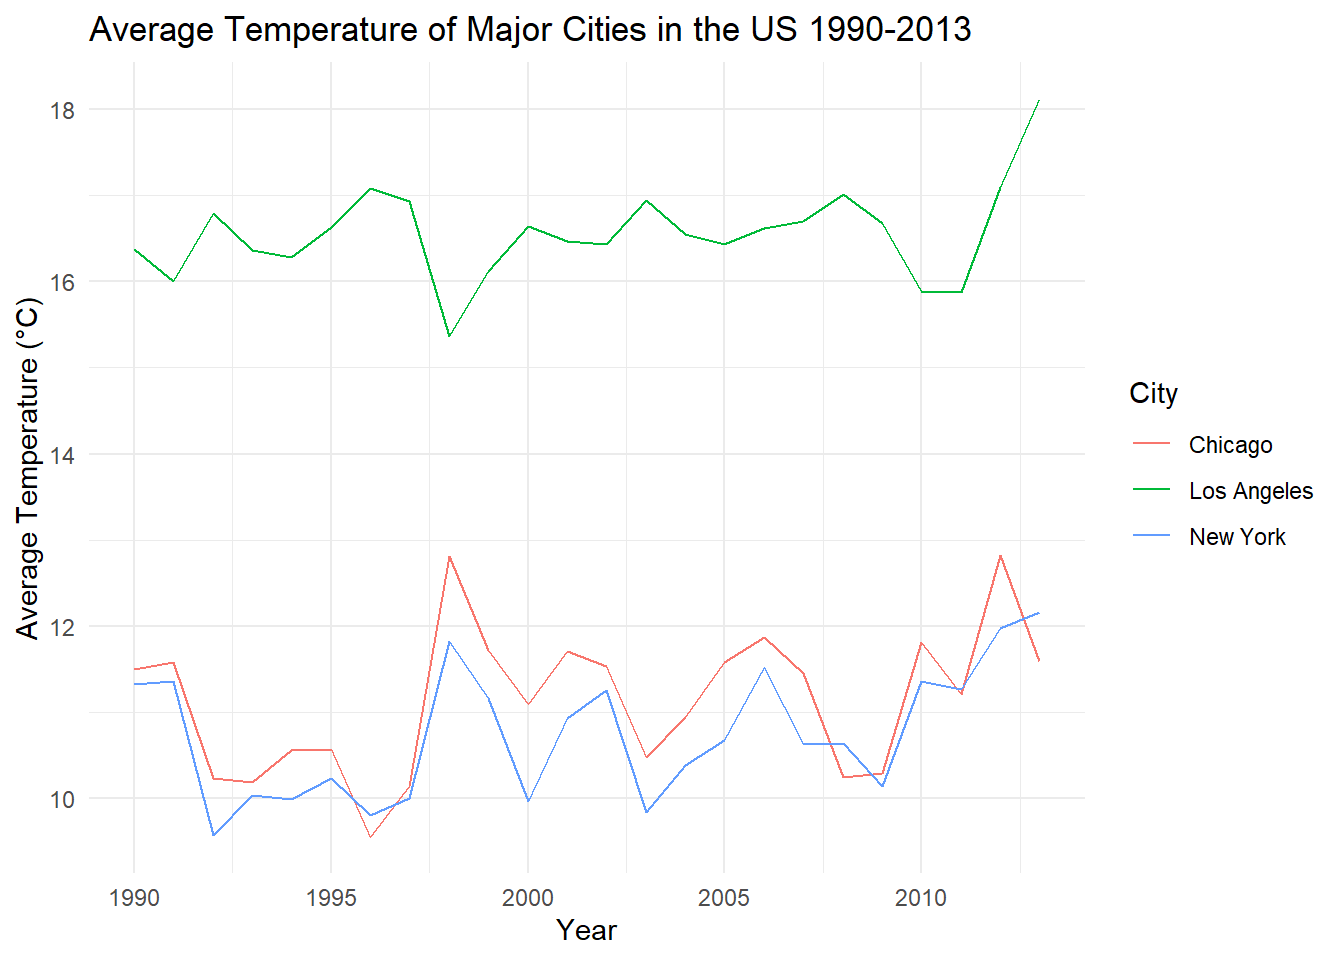 Average Temperature of Major Cities in the US 1990-2013
18
16
14
12
10
Average Temperature (°C)
1990 1995 2000 2005 2010
Year
City
Chicago
Los Angeles
New York